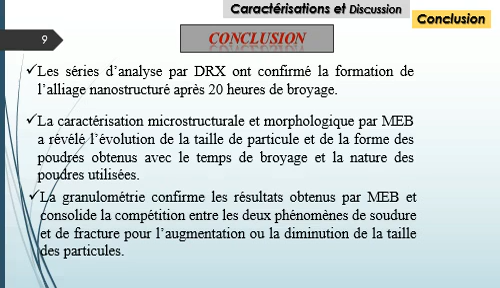 Caractérisations et Discussion
Conclusion
9
CONCLUSION
✓Les séries d’analyse par DRX ont confirmé la formation de
l’alliage nanostructuré après 20 heures de broyage.
✓La caractérisation microstructurale et morphologique par MEB
a révélé l’évolution de la taille de particule et de la forme des
poudres obtenus avec le temps de broyage et la nature des
poudres utilisées.
✓La granulométrie confirme les résultats obtenus par MEB et
consolide la compétition entre les deux phénomènes de soudure
et de fracture pour l’augmentation ou la diminution de la taille
des particules.